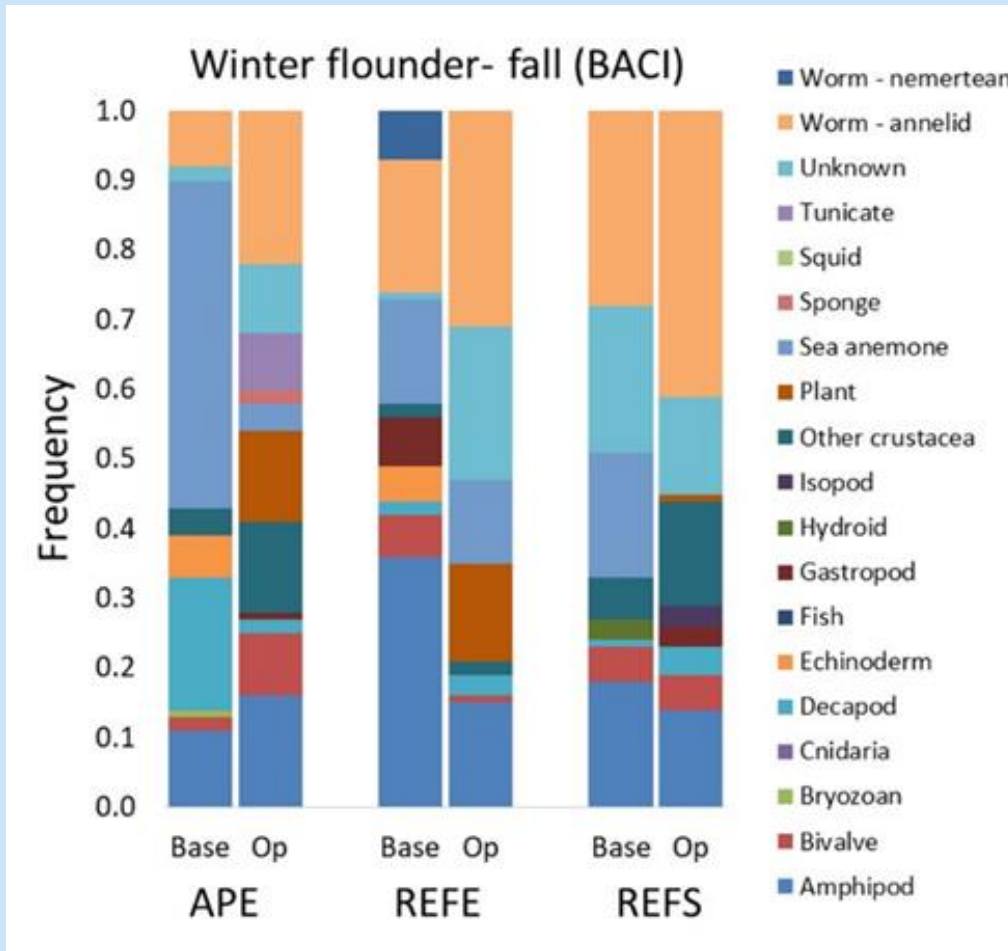 Winter flounder- fall (BACI)
Frequency
1.0
0.9
0.8
0.7
0.6
0.5
0.4
0.3
0.2
0.1
0.0
Base Op Base Op Base Op
APE REFE REFS
Worm - nemertean
Worm - annelid
Unknown
Tunicate
Squid
Sponge
Sea anemone
Plant
Other crustacea
Isopod
Hydroid
Gastropod
Fish
Echinoderm
Decapod
Cnidaria
Bryozoan
Bivalve
Amphipod